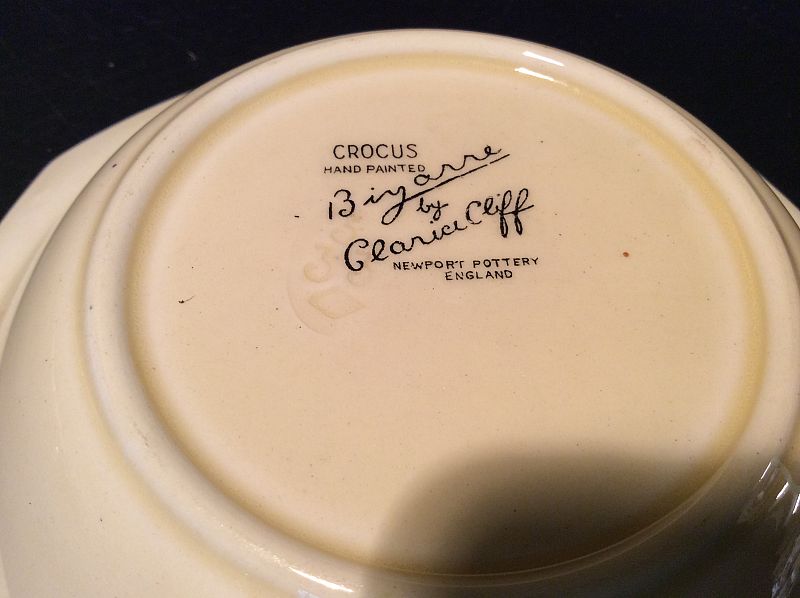 CROCUS
HAND PAINTED
Bizarre
by
Clarice Cliff
NEWPORT POTTERY
ENGLAND